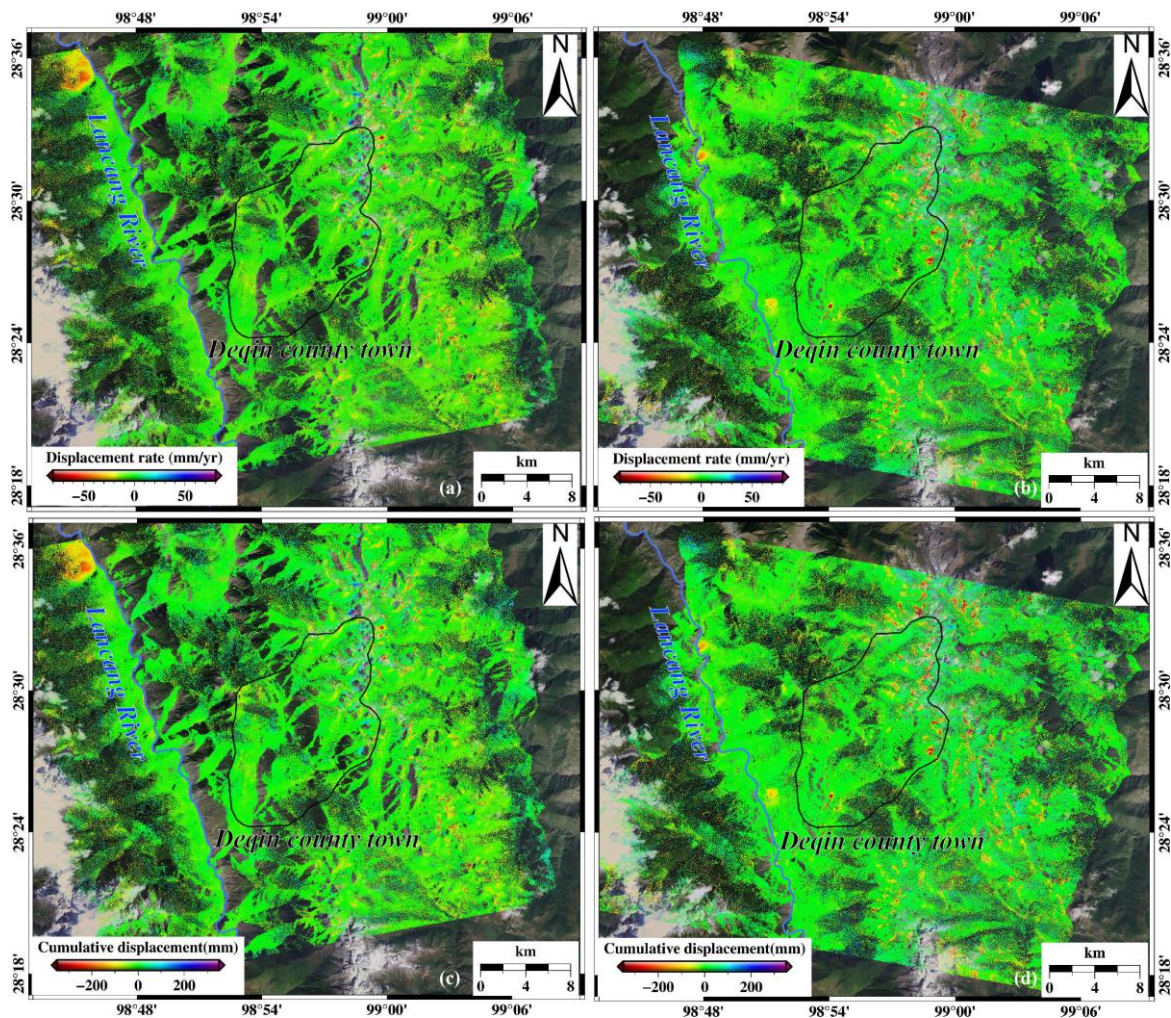 98°48' 98°54' 99°00' 99°06' 98°48' 98°54' 99°00' 99°06'
28°36' 28°30' 28°24' 28°18'
N
Lancang River
Deqin county town
Displacement rate (mm/yr)
−50 0 50
km
0 4 8
(a)
N
Lancang River
Deqin county town
Displacement rate (mm/yr)
−50 0 50
km
0 4 8
(b)
28°36' 28°30' 28°24' 28°18'
28°36' 28°30' 28°24' 28°18'
N
Lancang River
Deqin county town
Cumulative displacement(mm)
−200 0 200
km
0 4 8
(c)
N
Lancang River
Deqin county town
Cumulative displacement(mm)
−200 0 200
km
0 4 8
(d)
28°36' 28°30' 28°24' 28°18'
98°48' 98°54' 99°00' 99°06' 98°48' 98°54' 99°00' 99°06'